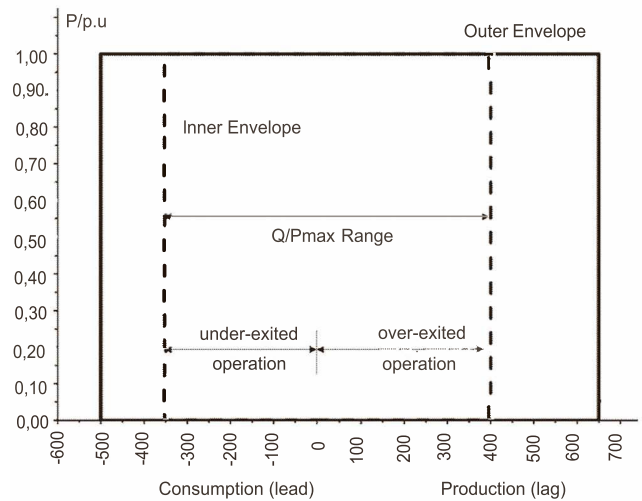 P/p.u
Outer Envelope
1,00
0,90.
0,80
Inner Envelope
0,70
0,60
0,50
Q/Pmax Range
0,40
0,30
under-exited
over-exited
0,20
operation
operation
0,10
0,00
-600 -500 -400 -300 -200 -100 0 100 200 300 400 500 600 700
Consumption (lead)
Production (lag)